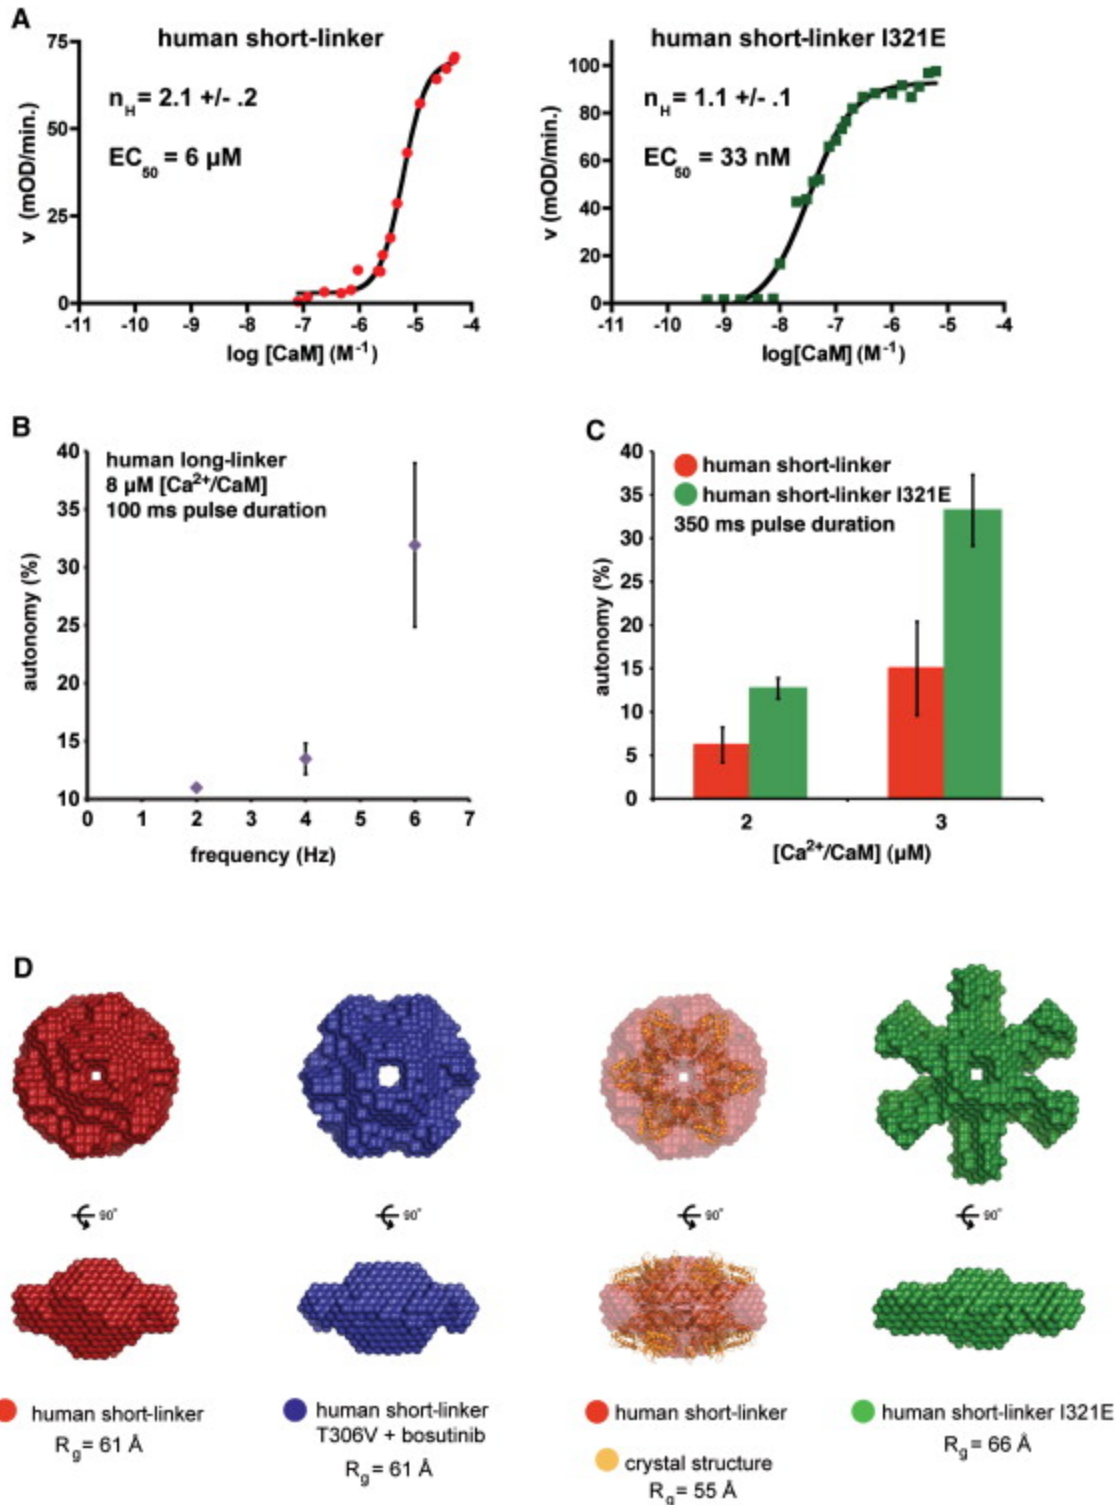 A
human short-linker
75
50
25
0
n_H = 2.1 +/- .2
EC_50 = 6 μM
v (mOD/min.)
-11 -10 -9 -8 -7 -6 -5 -4
log [CaM] (M⁻¹)
human short-linker I321E
100
80
60
40
20
0
n_H = 1.1 +/- .1
EC_50 = 33 nM
v (mOD/min.)
-11 -10 -9 -8 -7 -6 -5 -4
log[CaM] (M⁻¹)
B
40
35
30
25
20
15
10
human long-linker
8 μM [Ca²⁺/CaM]
100 ms pulse duration
autonomy (%)
0 1 2 3 4 5 6 7
frequency (Hz)
C
40
35
30
25
20
15
10
5
0
human short-linker
human short-linker I321E
350 ms pulse duration
autonomy (%)
2 3
[Ca²⁺/CaM] (μM)
D
90°
90°
90°
90°
human short-linker
R_g = 61 Å
human short-linker
T306V + bosutinib
R_g = 61 Å
human short-linker
crystal structure
R_g = 55 Å
human short-linker I321E
R_g = 66 Å